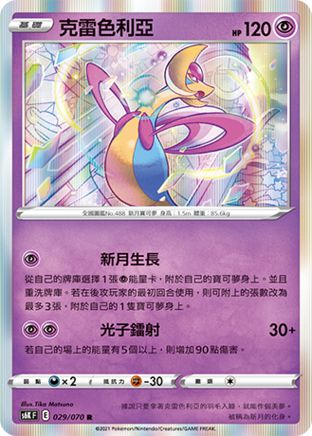 基礎 克雷色利亞 HP120
全國圖鑑No.488 新月寶可夢 身高：1.5m 體重：85.6kg
新月生長
從自己的牌庫選擇1張超能量卡，附於自己的寶可夢身上。並且
重洗牌庫。若在後攻玩家的最初回合使用，則可附上的張數改為
最多3張，附於自己的1隻寶可夢身上。
光子鐳射 30+
若自己的場上的能量有5個以上，則增加90點傷害。
弱點 ×2 抵抗力 -30 撤退
Illus. Tika Matsuno
S6K F E 029/070 R
據說只要拿著克雷色利亞的羽毛入睡，就能作個美夢。
被稱為新月的化身。
©2021 Pokémon/Nintendo/Creatures/GAME FREAK.